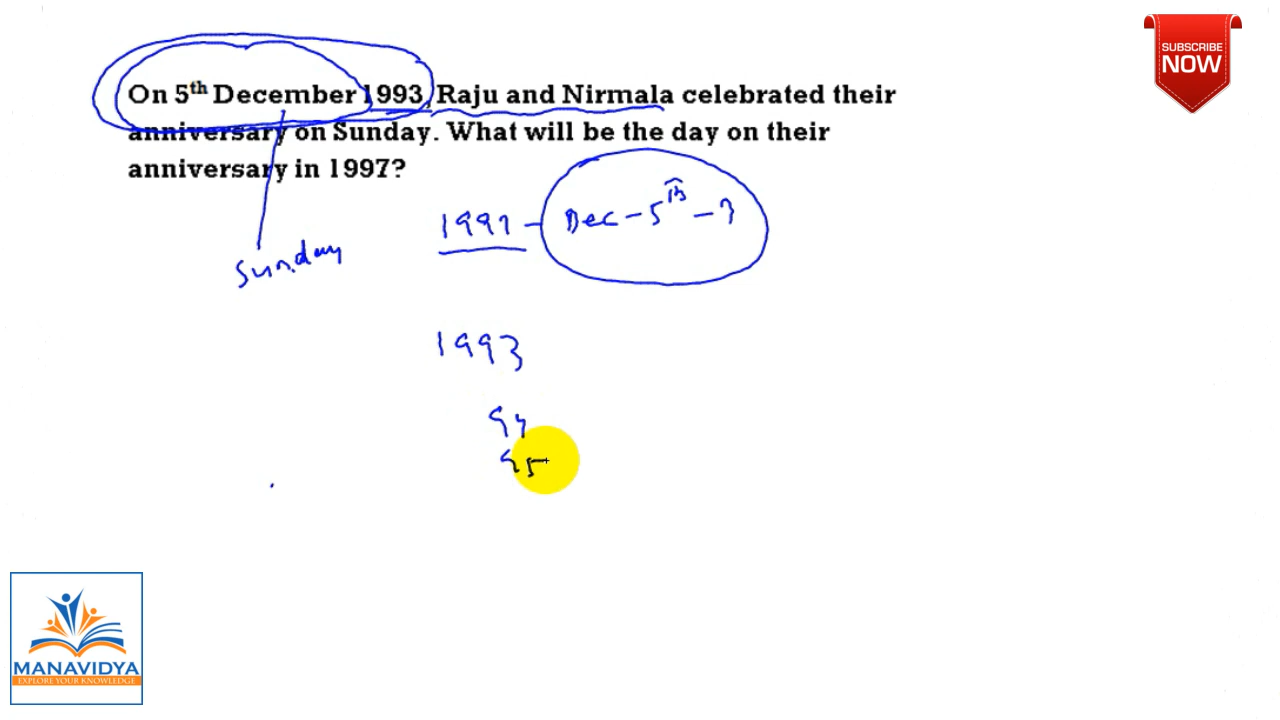 SUBSCRIBE
NOW
On 5th December 1993, Raju and Nirmala celebrated their
anniversary on Sunday. What will be the day on their
anniversary in 1997?
1997 - Dec - 5th - ?
Sunday
1993
94
95
MANAVIDYA
EXPLORE YOUR KNOWLEDGE